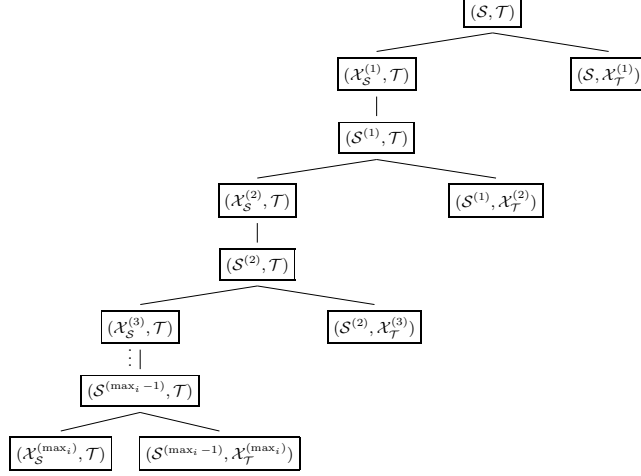 (𝒮, 𝒯)
(𝒳_𝒮^{(1)}, 𝒯) (𝒮, 𝒳_𝒯^{(1)})
(𝒮^{(1)}, 𝒯)
(𝒳_𝒮^{(2)}, 𝒯) (𝒮^{(1)}, 𝒳_𝒯^{(2)})
(𝒮^{(2)}, 𝒯)
(𝒳_𝒮^{(3)}, 𝒯) (𝒮^{(2)}, 𝒳_𝒯^{(3)})
⋮
(𝒮^{(max_i −1)}, 𝒯)
(𝒳_𝒮^{(max_i)}, 𝒯) (𝒮^{(max_i −1)}, 𝒳_𝒯^{(max_i)})